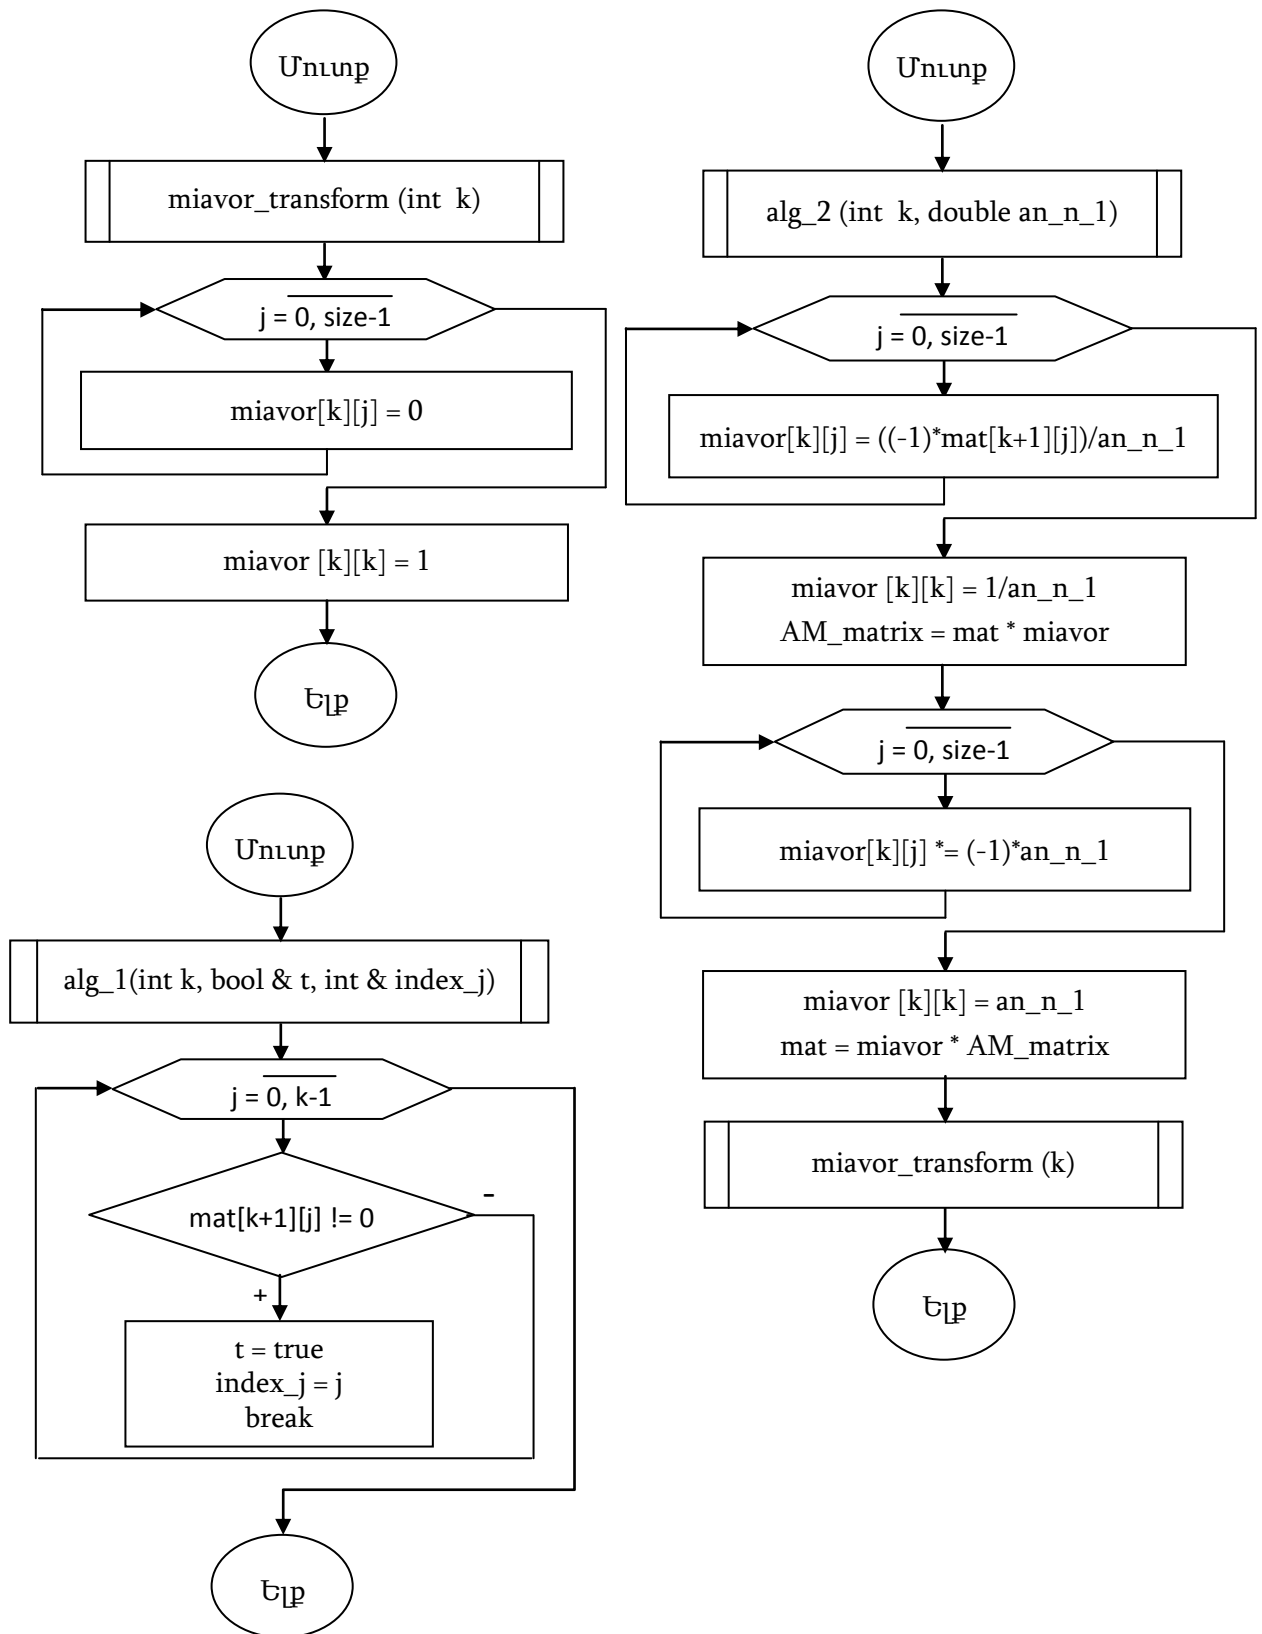 Մուտք
miavor_transform (int k)
j = 0, size-1
miavor[k][j] = 0
miavor [k][k] = 1
Ելք
Մուտք
alg_1(int k, bool & t, int & index_j)
j = 0, k-1
mat[k+1][j] != 0
-
+
t = true
index_j = j
break
Ելք
Մուտք
alg_2 (int k, double an_n_1)
j = 0, size-1
miavor[k][j] = ((-1)*mat[k+1][j])/an_n_1
miavor [k][k] = 1/an_n_1
AM_matrix = mat * miavor
j = 0, size-1
miavor[k][j] *= (-1)*an_n_1
miavor [k][k] = an_n_1
mat = miavor * AM_matrix
miavor_transform (k)
Ելք